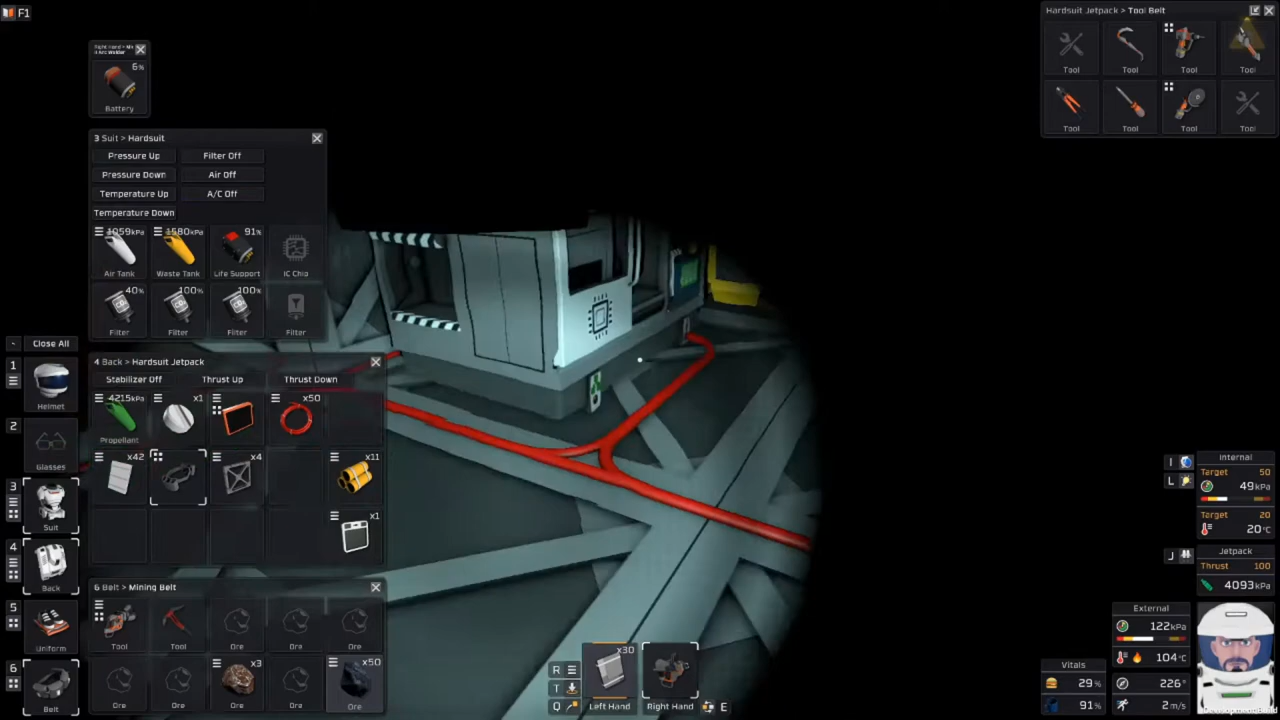 F1
Right Hand >
6%
Battery
3 Suit > Hardsuit
Pressure Up
Filter Off
Pressure Down
Air Off
Temperature Up
A/C Off
Temperature Down
1059kPa
Air Tank
1580kPa
Waste Tank
91%
Life Support
IC Chip
40%
Filter
100%
Filter
100%
Filter
Filter
- Close All
1
Helmet
2
Glasses
3
Suit
4
Back
5
Uniform
6
Belt
4 Back > Hardsuit Jetpack
Stabilizer Off
Thrust Up
Thrust Down
4215kPa
Propellant
x1
x50
x42
x4
x11
x1
6 Belt > Mining Belt
Tool
Tool
Ore
Ore
Ore
Ore
Ore
x3
Ore
Ore
x50
Ore
R
T
Q
x30
Left Hand
Right Hand
E
Hardsuit Jetpack > Tool Belt
Tool
Tool
Tool
Tool
Tool
Tool
Tool
Tool
I
L
Internal
Target 50
49kPa
Target 20
20°C
J
Jetpack
Thrust 100
4093kPa
External
122kPa
104°C
Vitals
29%
91%
226°
2m/s